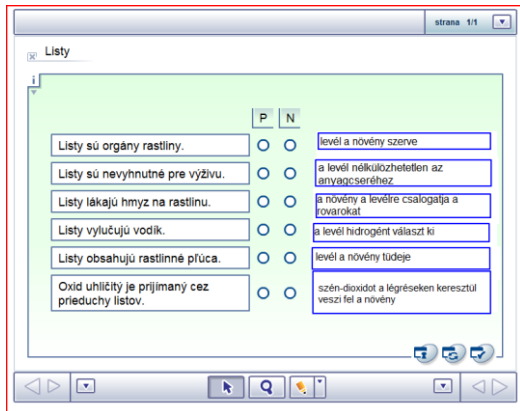 strana 1/1
Listy
i
P N
Listy sú orgány rastliny.
levél a növény szerve
Listy sú nevyhnutné pre výživu.
a levél nélkülözhetetlen az
anyagcseréhez
Listy lákajú hmyz na rastlinu.
a növény a levélre csalogatja a
rovarokat
Listy vylučujú vodík.
a levél hidrogént választ ki
Listy obsahujú rastlinné pľúca.
levél a növény tüdeje
Oxid uhličitý je prijímaný cez
prieduchy listov.
szén-dioxidot a légréseken keresztül
veszi fel a növény